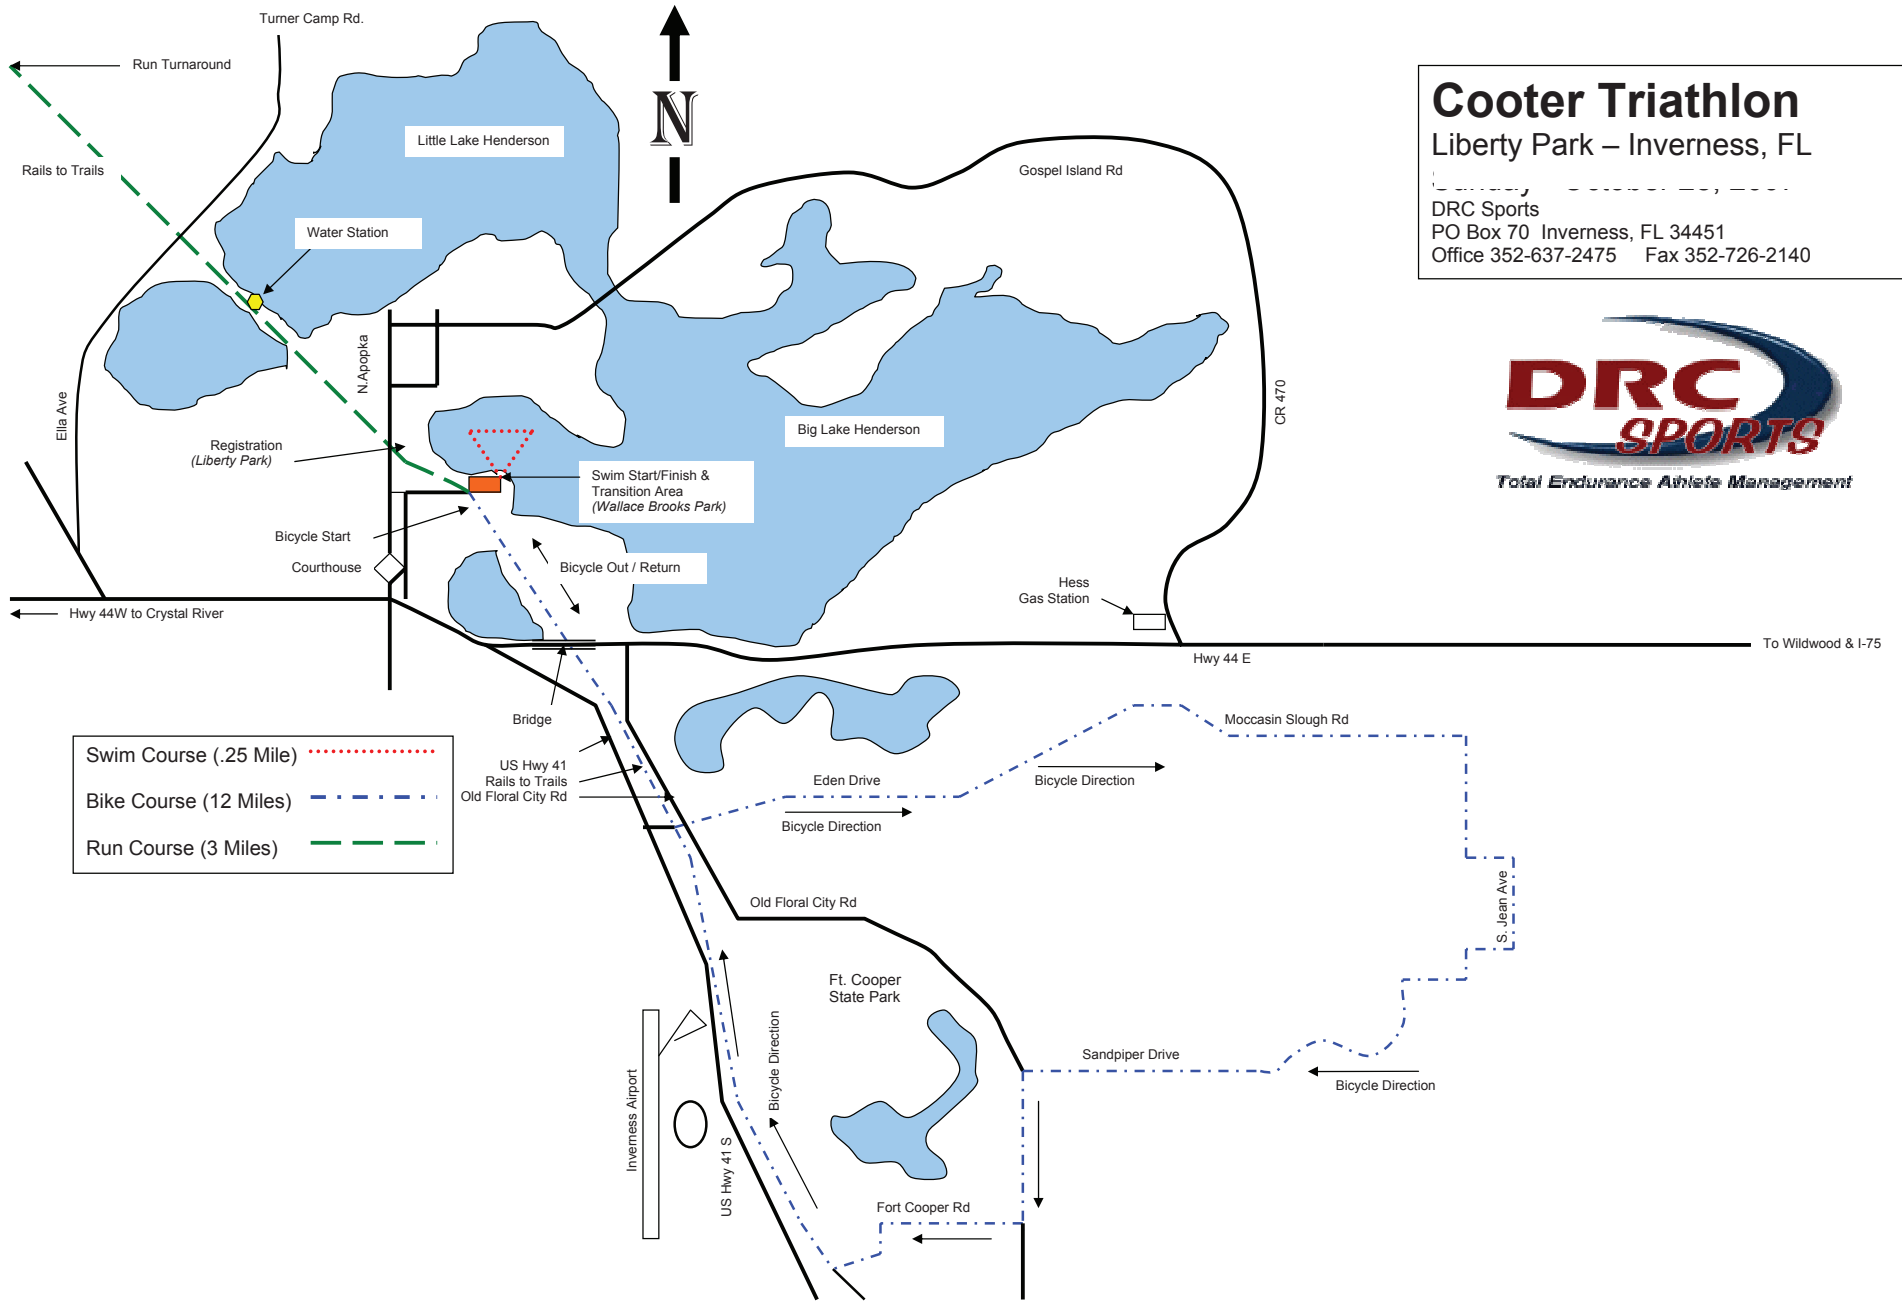 Turner Camp Rd.
Run Turnaround
Rails to Trails
Little Lake Henderson
Water Station
N
Gospel Island Rd
Cooter Triathlon
Liberty Park – Inverness, FL
DRC Sports
PO Box 70 Inverness, FL 34451
Office 352-637-2475 Fax 352-726-2140
DRC
SPORTS
Total Endurance Athlete Management
N.Apopka
Ella Ave
CR 470
Big Lake Henderson
Registration
(Liberty Park)
Swim Start/Finish &
Transition Area
(Wallace Brooks Park)
Bicycle Start
Courthouse
Bicycle Out / Return
Hess
Gas Station
Hwy 44W to Crystal River
Hwy 44 E
To Wildwood & I-75
Bridge
Swim Course (.25 Mile)
Bike Course (12 Miles)
Run Course (3 Miles)
US Hwy 41
Rails to Trails
Old Floral City Rd
Eden Drive
Bicycle Direction
Bicycle Direction
Moccasin Slough Rd
S. Jean Ave
Old Floral City Rd
Ft. Cooper
State Park
Sandpiper Drive
Bicycle Direction
Bicycle Direction
Inverness Airport
US Hwy 41 S
Fort Cooper Rd